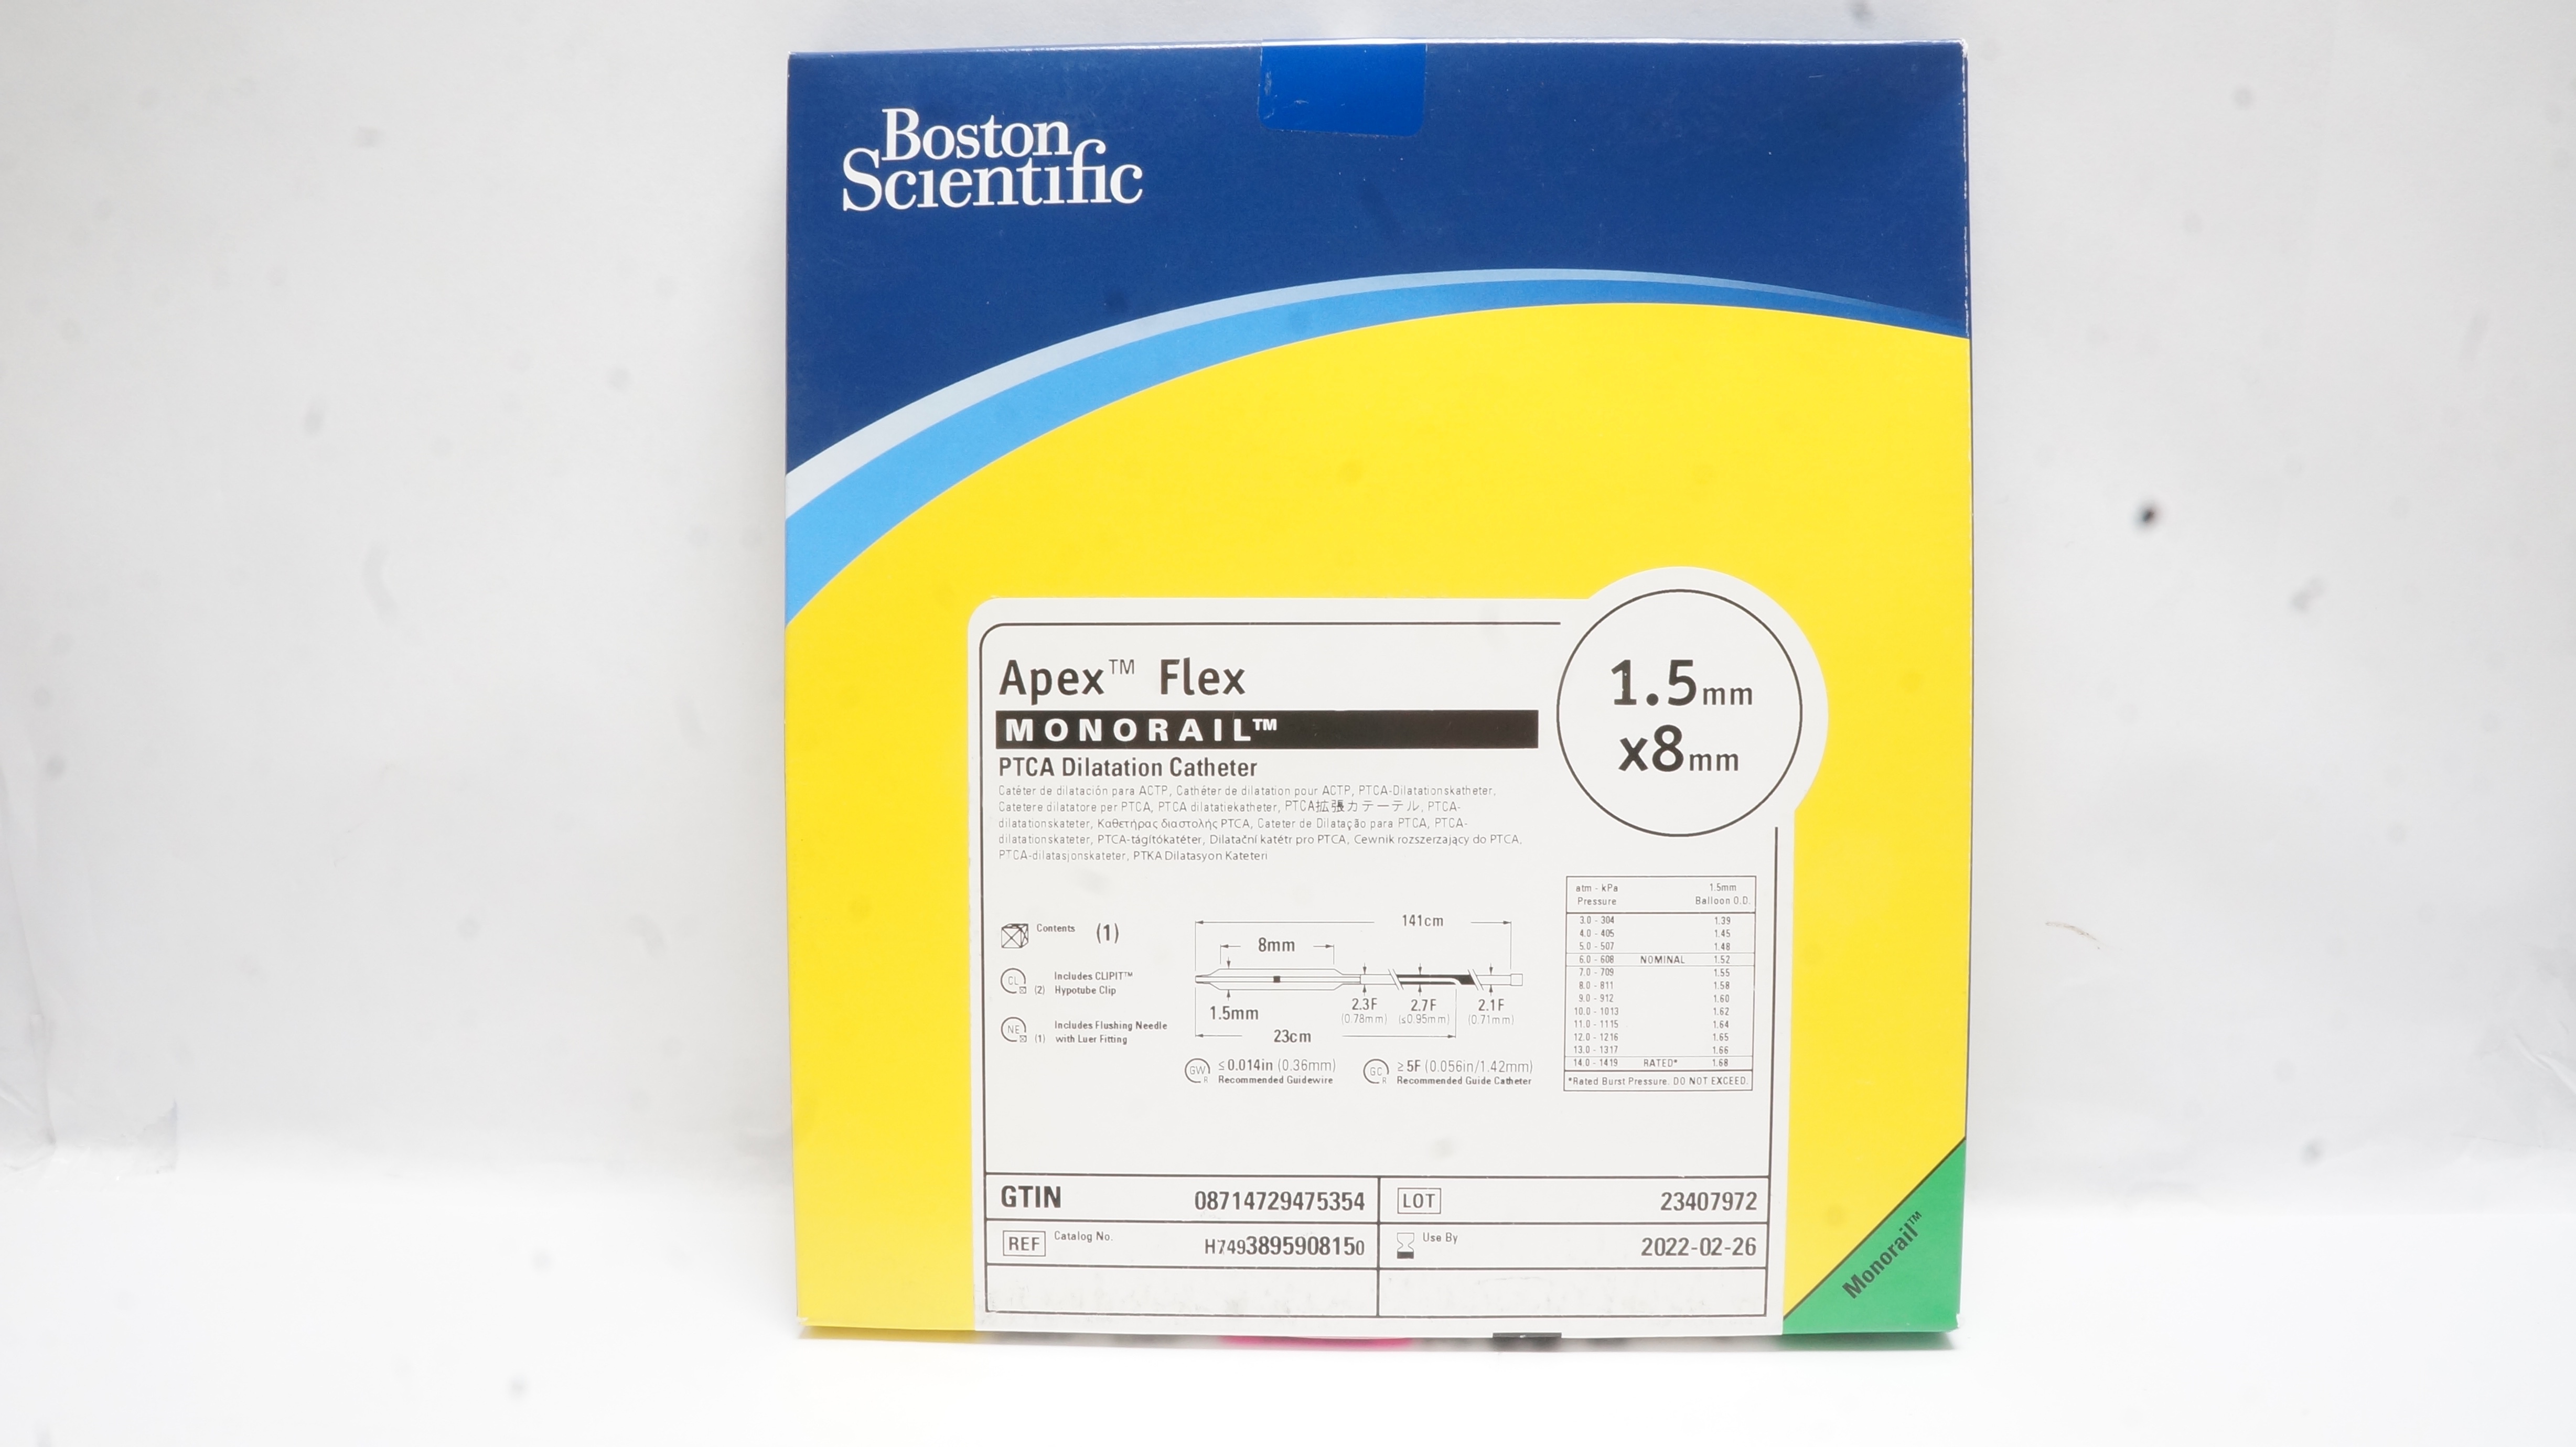 Boston
Scientific
Apex™ Flex
MONORAIL™
PTCA Dilatation Catheter
Catéter de dilatación para ACTP, Cathéter de dilatation pour ACTP, PTCA-Dilatationskatheter,
Catetere dilatatore per PTCA, PTCA dilatatiekatheter, PTCA拡張カテーテル, PTCA-
dilatationskateter, Καθετήρας διαστολής PTCA, Cateter de Dilatação para PTCA, PTCA-
dilatationskateter, PTCA-tágítókatéter, Dilatační katétr pro PTCA, Cewnik rozszerzający do PTCA,
PTCA-dilatasjonskateter, PTKA Dilatasyon Kateteri
1.5mm
x8mm
Contents (1)
CL (2) Includes CLIPIT™
Hypotube Clip
NE (1) Includes Flushing Needle
with Luer Fitting
141cm
8mm
1.5mm
2.3F 2.7F 2.1F
(0.78mm) (≤0.95mm) (0.71mm)
23cm
GW R ≤0.014in (0.36mm)
Recommended Guidewire
GC R ≥5F (0.056in/1.42mm)
Recommended Guide Catheter
atm - kPa 1.5mm
Pressure Balloon O.D.
3.0 - 304 1.39
4.0 - 405 1.45
5.0 - 507 1.48
6.0 - 608 NOMINAL 1.52
7.0 - 709 1.55
8.0 - 811 1.58
9.0 - 912 1.60
10.0 - 1013 1.62
11.0 - 1115 1.64
12.0 - 1216 1.65
13.0 - 1317 1.66
14.0 - 1419 RATED* 1.68
*Rated Burst Pressure. DO NOT EXCEED.
GTIN 08714729475354
LOT 23407972
REF Catalog No. H7493895908150
Use By 2022-02-26
Monorail™